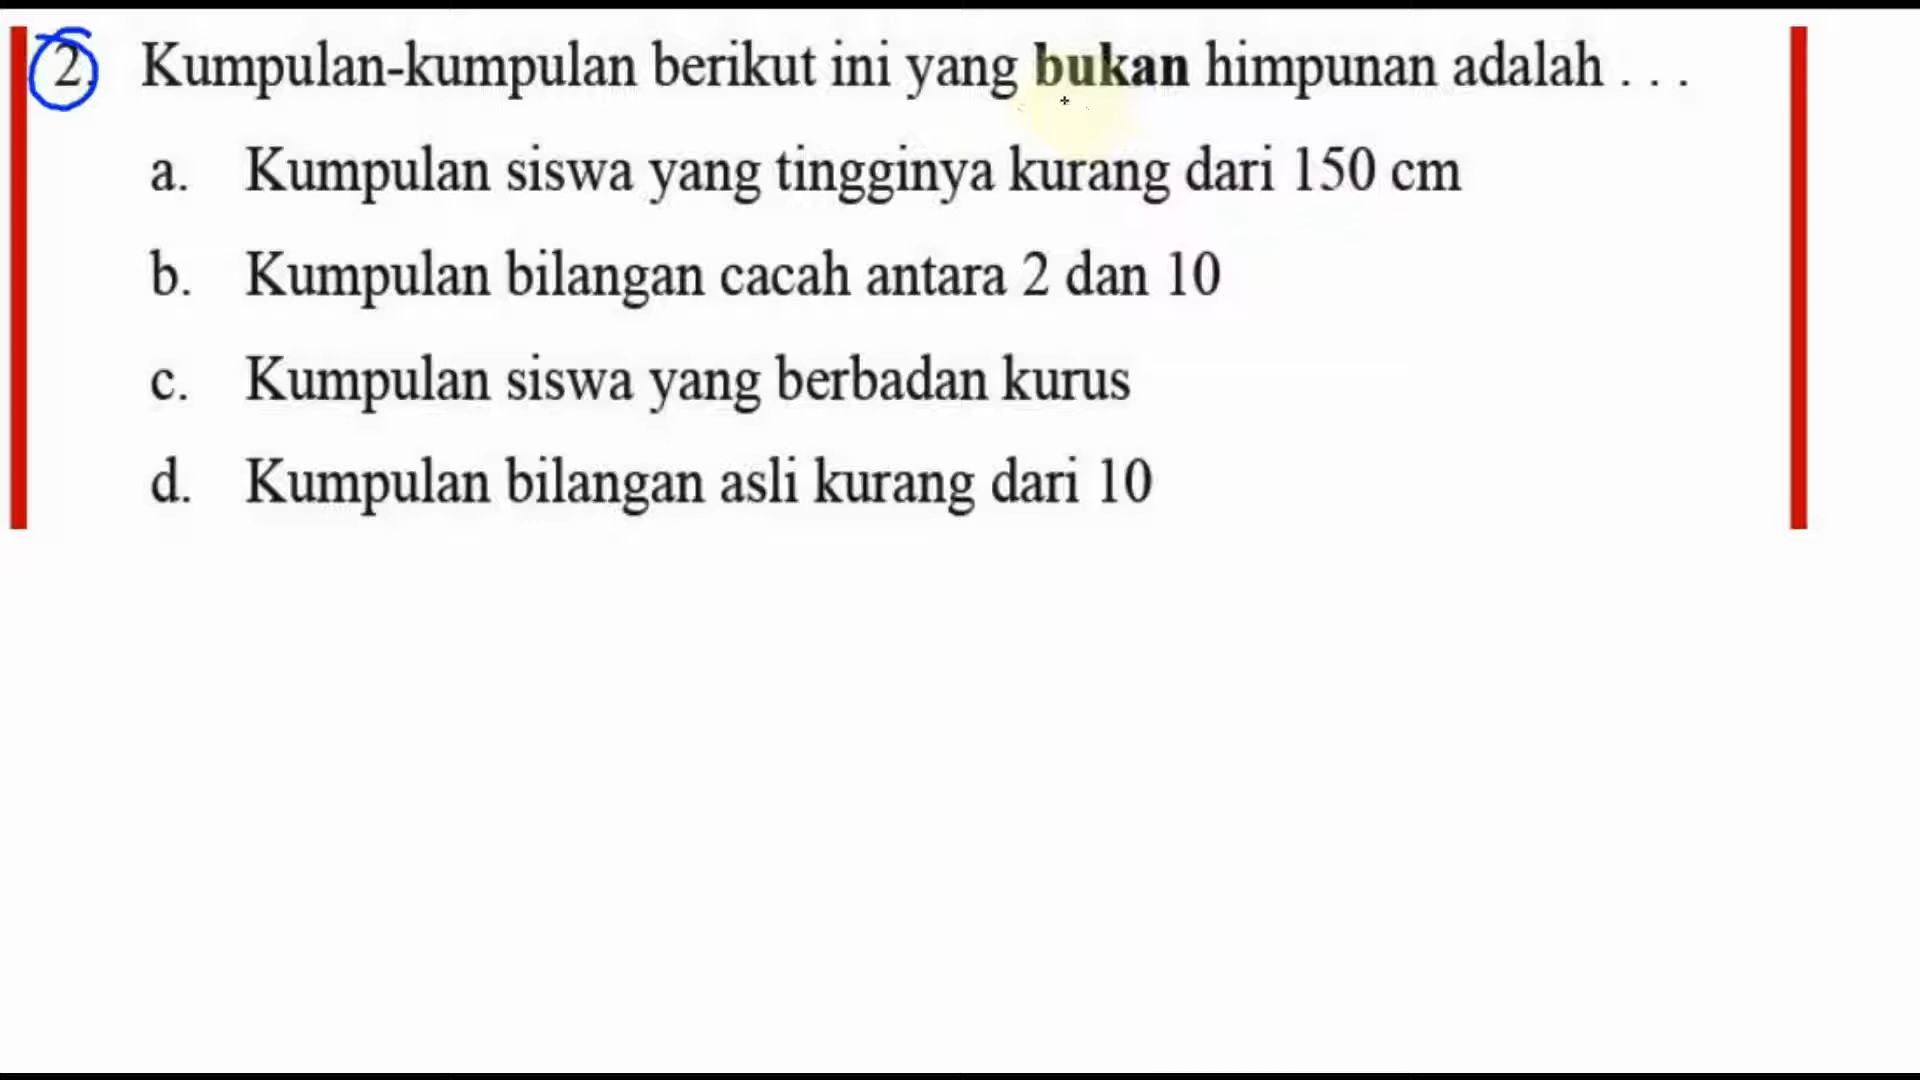 2. Kumpulan-kumpulan berikut ini yang bukan himpunan adalah . . .
a. Kumpulan siswa yang tingginya kurang dari 150 cm
b. Kumpulan bilangan cacah antara 2 dan 10
c. Kumpulan siswa yang berbadan kurus
d. Kumpulan bilangan asli kurang dari 10